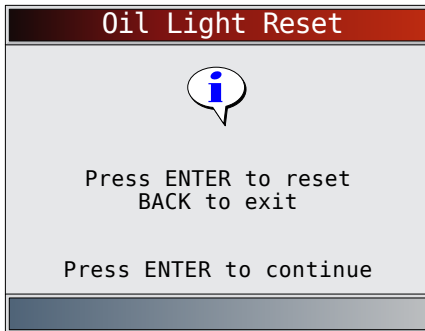 Oil Light Reset
i
Press ENTER to reset
BACK to exit
Press ENTER to continue